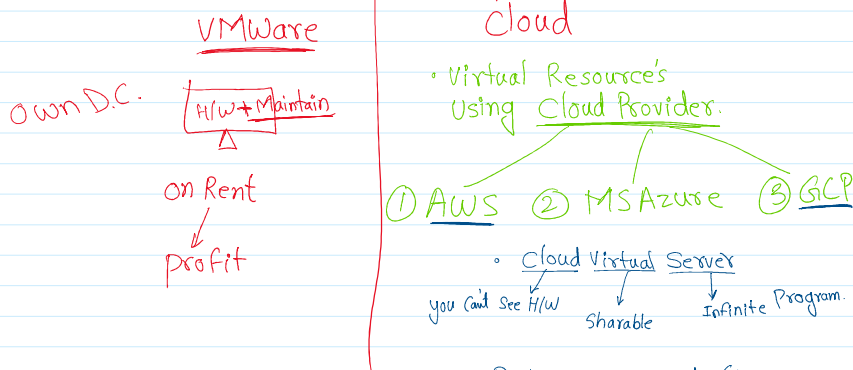 VMWare
Own D.C.
H/W + Maintain
on Rent
Profit
Cloud
• Virtual Resource's
Using Cloud Provider.
① AWS ② MS Azure ③ GCP
• Cloud Virtual Server
you Can't See H/W
Sharable
Infinite Program.